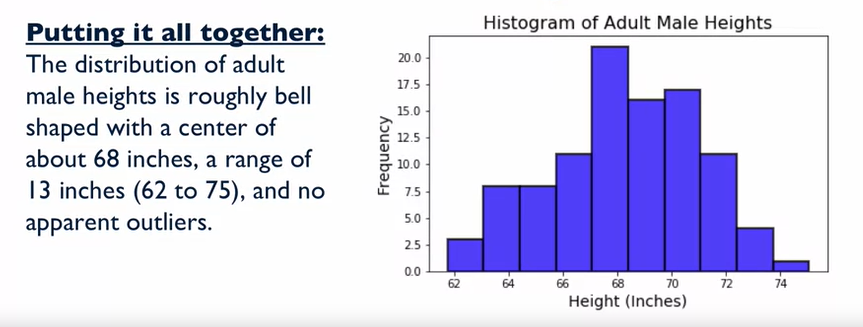 Putting it all together:
The distribution of adult
male heights is roughly bell
shaped with a center of
about 68 inches, a range of
13 inches (62 to 75), and no
apparent outliers.
Histogram of Adult Male Heights
Frequency
20.0
17.5
15.0
12.5
10.0
7.5
5.0
2.5
0.0
62 64 66 68 70 72 74
Height (Inches)